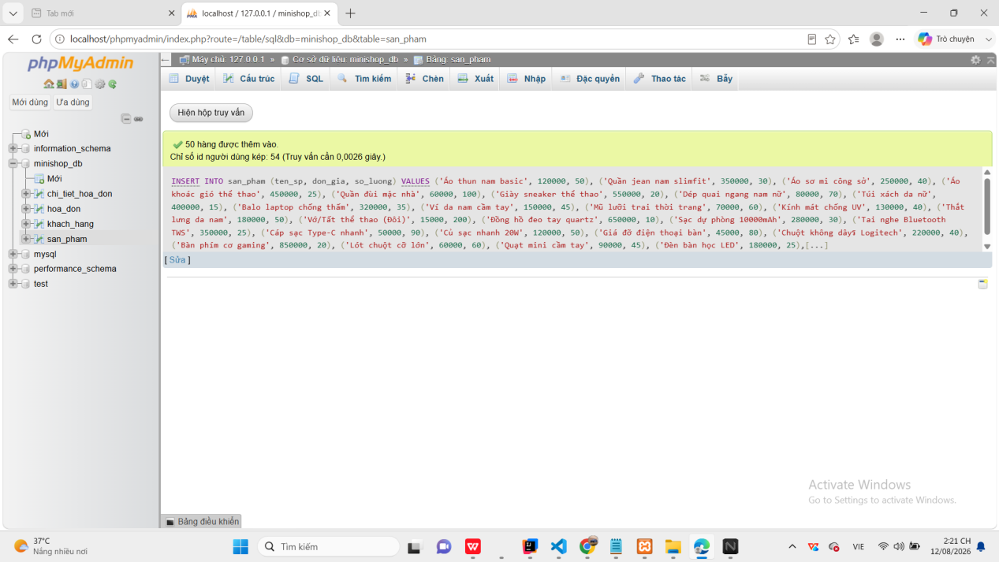 Tab mới
localhost / 127.0.0.1 / minishop_db
localhost/phpmyadmin/index.php?route=/table/sql&db=minishop_db&table=san_pham
Trò chuyện
phpMyAdmin
Máy chủ: 127.0.0.1 » Cơ sở dữ liệu: minishop_db » Bảng: san_pham
Duyệt Cấu trúc SQL Tìm kiếm Chèn Xuất Nhập Đặc quyền Thao tác Bẫy
Mới dùng Ưa dùng
Mới
information_schema
minishop_db
Mới
chi_tiet_hoa_don
hoa_don
khach_hang
san_pham
mysql
performance_schema
test
Hiện hộp truy vấn
50 hàng được thêm vào.
Chỉ số id người dùng kép: 54 (Truy vấn cần 0,0026 giây.)
INSERT INTO san_pham (ten_sp, don_gia, so_luong) VALUES ('Áo thun nam basic', 120000, 50), ('Quần jean nam slimfit', 350000, 30), ('Áo sơ mi công sở', 250000, 40), ('Áo
khoác gió thể thao', 450000, 25), ('Quần đùi mặc nhà', 60000, 100), ('Giày sneaker thể thao', 550000, 20), ('Dép quai ngang nam nữ', 80000, 70), ('Túi xách da nữ',
400000, 15), ('Balo laptop chống thấm', 320000, 35), ('Ví da nam cầm tay', 150000, 45), ('Mũ lưỡi trai thời trang', 70000, 60), ('Kính mát chống UV', 130000, 40), ('Thắt
lưng da nam', 180000, 50), ('Vớ/Tất thể thao (Đôi)', 15000, 200), ('Đồng hồ đeo tay quartz', 650000, 10), ('Sạc dự phòng 10000mAh', 280000, 30), ('Tai nghe Bluetooth
TWS', 350000, 25), ('Cáp sạc Type-C nhanh', 50000, 90), ('Củ sạc nhanh 20W', 120000, 50), ('Giá đỡ điện thoại bàn', 45000, 80), ('Chuột không dây Logitech', 220000, 40),
('Bàn phím cơ gaming', 850000, 20), ('Lót chuột cỡ lớn', 60000, 60), ('Quạt mini cầm tay', 90000, 45), ('Đèn bàn học LED', 180000, 25),[...]
[ Sửa ]
Activate Windows
Go to Settings to activate Windows.
Bảng điều khiển
37°C
Nắng nhiều nơi
Tìm kiếm
VIE
2:21 CH
12/08/2026